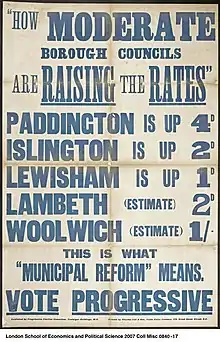 "HOW MODERATE
BOROUGH COUNCILS
ARE RAISING THE RATES"
PADDINGTON IS UP 4D
ISLINGTON IS UP 2D
LEWISHAM IS UP 1D
LAMBETH (ESTIMATE) 2D
WOOLWICH (ESTIMATE) 1/-
THIS IS WHAT
"MUNICIPAL REFORM" MEANS.
VOTE PROGRESSIVE
London School of Economics and Political Science 2007 Coll Misc 0840-17